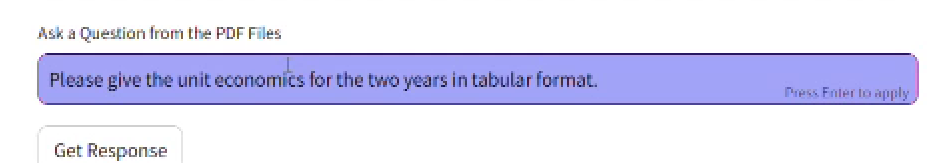 Ask a Question from the PDF Files
Please give the unit economics for the two years in tabular format.
Press Enter to apply
Get Response